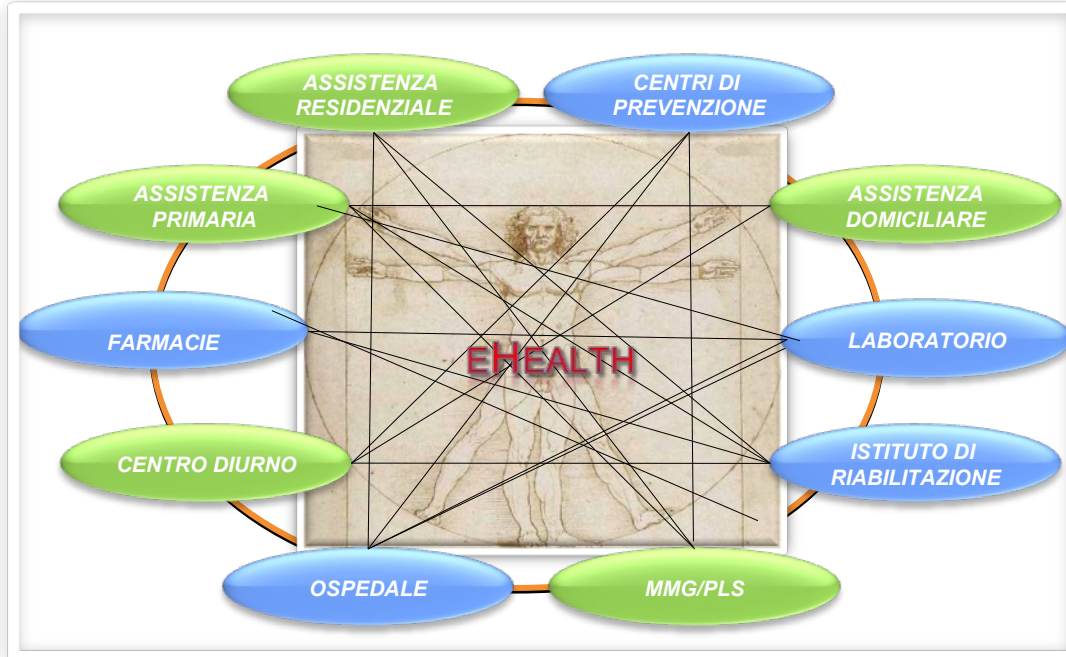 ASSISTENZA
RESIDENZIALE
CENTRI DI
PREVENZIONE
ASSISTENZA
PRIMARIA
ASSISTENZA
DOMICILIARE
FARMACIE
LABORATORIO
EHEALTH
CENTRO DIURNO
ISTITUTO DI
RIABILITAZIONE
OSPEDALE
MMG/PLS